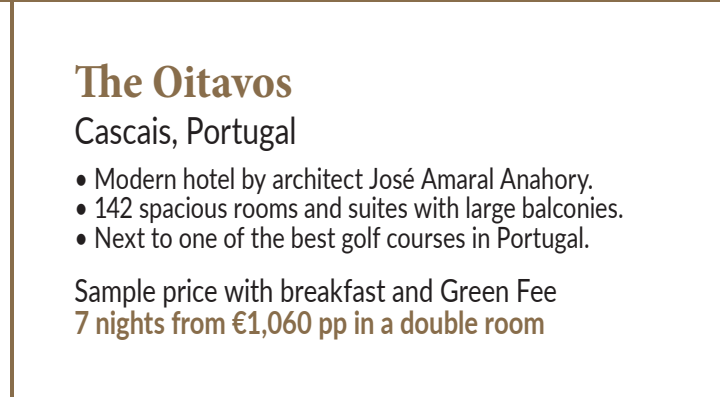 The Oitavos
Cascais, Portugal
• Modern hotel by architect José Amaral Anahory.
• 142 spacious rooms and suites with large balconies.
• Next to one of the best golf courses in Portugal.
Sample price with breakfast and Green Fee
7 nights from €1,060 pp in a double room